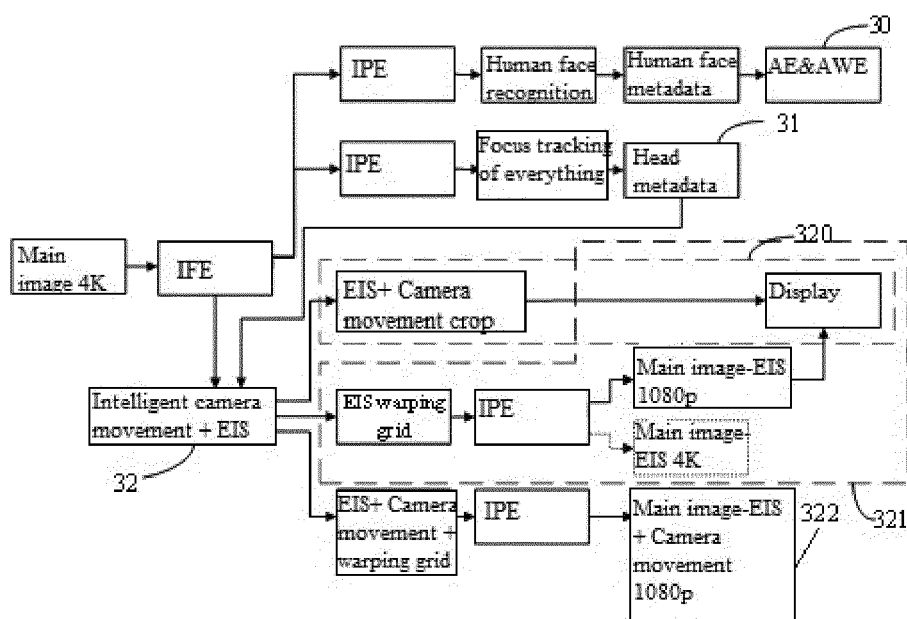 30
IPE
Human face
recognition
Human face
metadata
AE&AWE
31
IPE
Focus tracking
of everything
Head
metadata
320
Main
image 4K
IFE
EIS+ Camera
movement crop
Display
Intelligent camera
movement + EIS
32
EIS warping
grid
IPE
Main image-EIS
1080p
Main image-
EIS 4K
321
EIS+ Camera
movement +
warping grid
IPE
Main image-EIS
+ Camera
movement
1080p
322